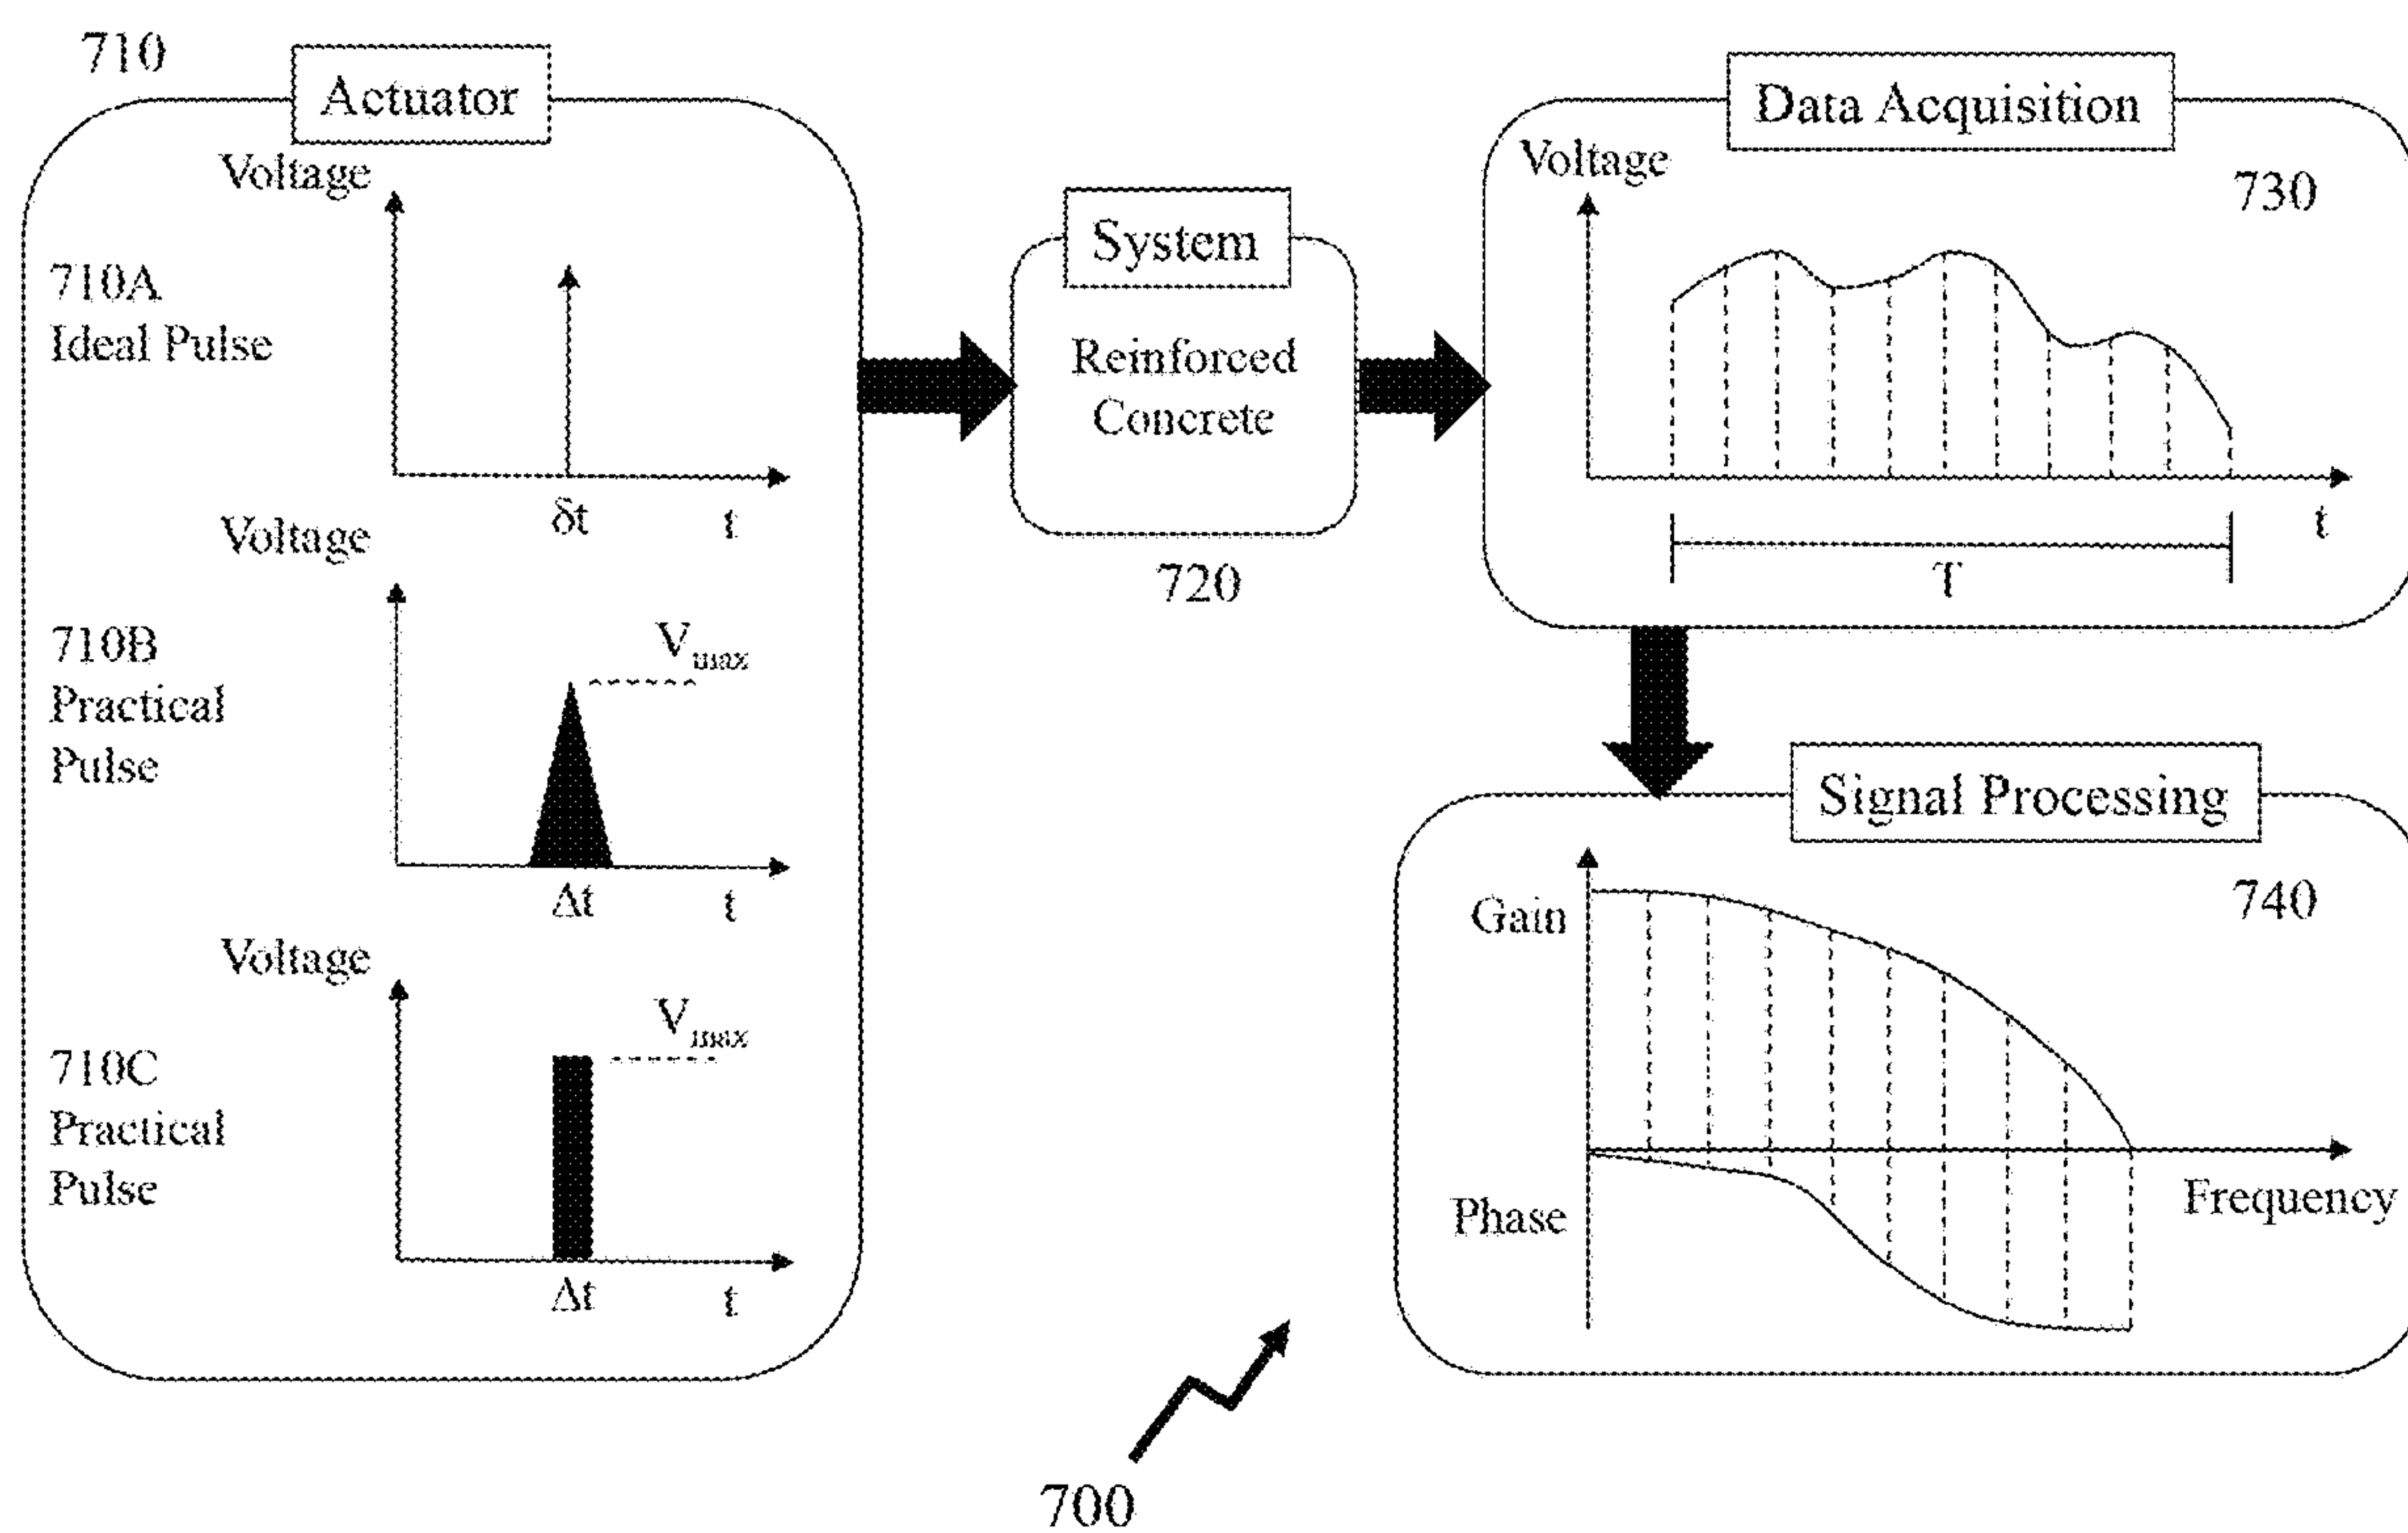 710
Actuator
Voltage
710A
Ideal Pulse
δt
t
Voltage
710B
Practical
Pulse
Vmax
Δt
t
Voltage
710C
Practical
Pulse
Vmax
Δt
t
System
Reinforced
Concrete
720
Data Acquisition
Voltage
730
t
T
Signal Processing
740
Gain
Phase
Frequency
700